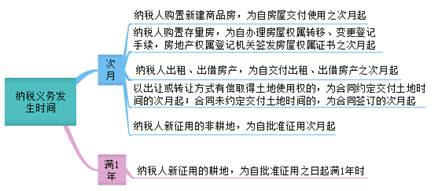 纳税人购置新建商品房，为自房屋交付使用之次月起
纳税人购置存量房，为自办理房屋权属转移、变更登记
手续，房地产权属登记机关签发房屋权属证书之次月起
次
月
纳税人出租、出借房产，为自交付出租、出借房产之次月起
以出让或转让方式有偿取得土地使用权的，为合同约定交付土地时
间的次月起；合同未约定交付土地时间的，为合同签订的次月起
纳税义务发
生时间
纳税人新征用的非耕地，为自批准征用次月起
满1
年
纳税人新征用的耕地，为自批准征用之日起满1年时